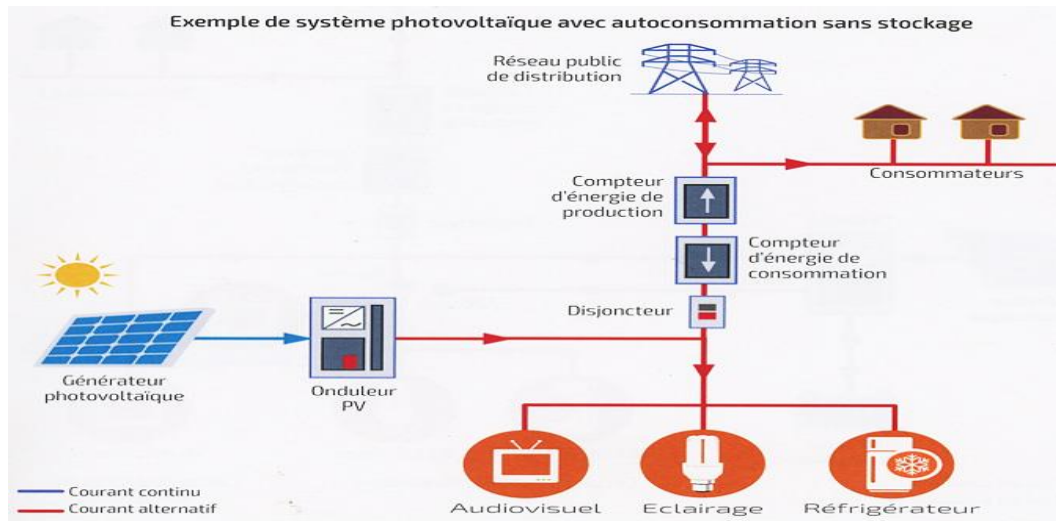 Exemple de système photovoltaïque avec autoconsommation sans stockage
Réseau public
de distribution
Consommateurs
Compteur
d'énergie de
production
Compteur
d'énergie de
consommation
Disjoncteur
Générateur
photovoltaïque
Onduleur
PV
Courant continu
Courant alternatif
Audiovisuel
Eclairage
Réfrigérateur